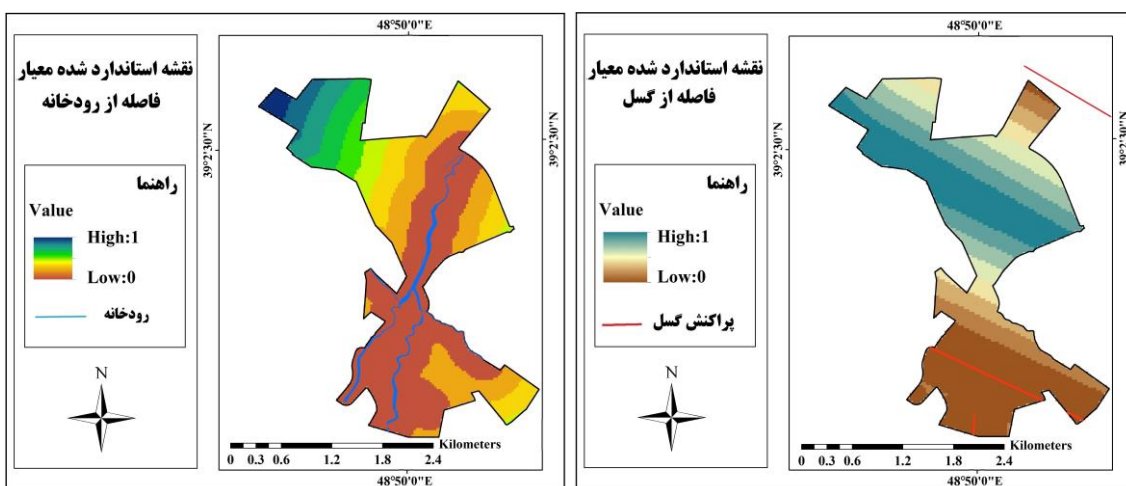 نقشه استاندارد شده معیار
فاصله از رودخانه
راهنما
Value
High:1
Low:0
رودخانه
N
48°50'0"E
39°2'30"N
39°2'30"N
Kilometers
0 0.3 0.6 1.2 1.8 2.4
48°50'0"E
نقشه استاندارد شده معیار
فاصله از گسل
راهنما
Value
High:1
Low:0
پراکنش گسل
N
48°50'0"E
39°2'30"N
39°2'30"N
Kilometers
0 0.3 0.6 1.2 1.8 2.4
48°50'0"E